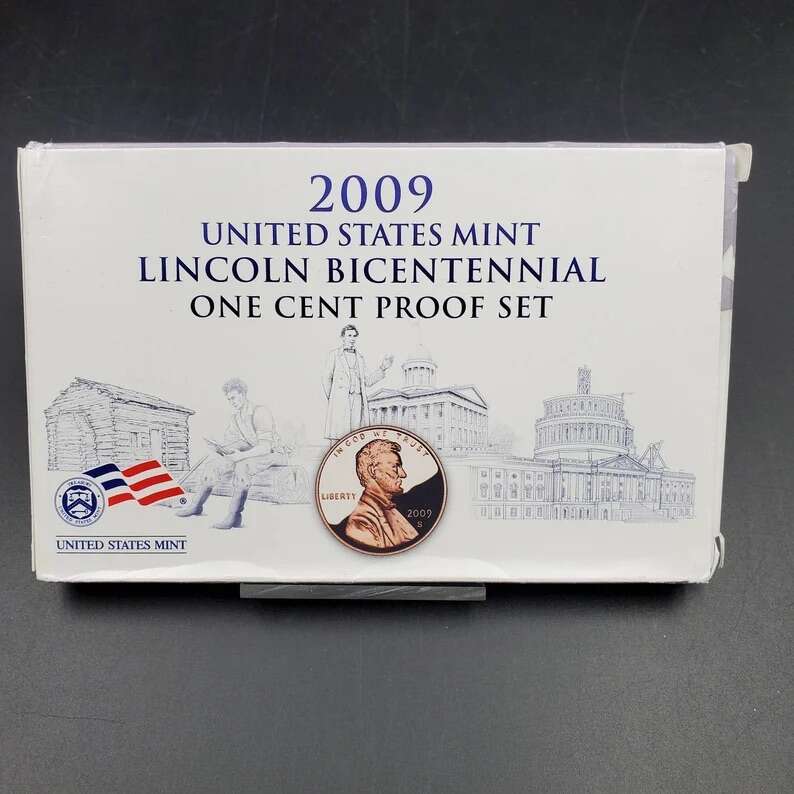 2009
UNITED STATES MINT
LINCOLN BICENTENNIAL
ONE CENT PROOF SET
IN GOD WE TRUST
LIBERTY
2009
S
®
UNITED STATES MINT